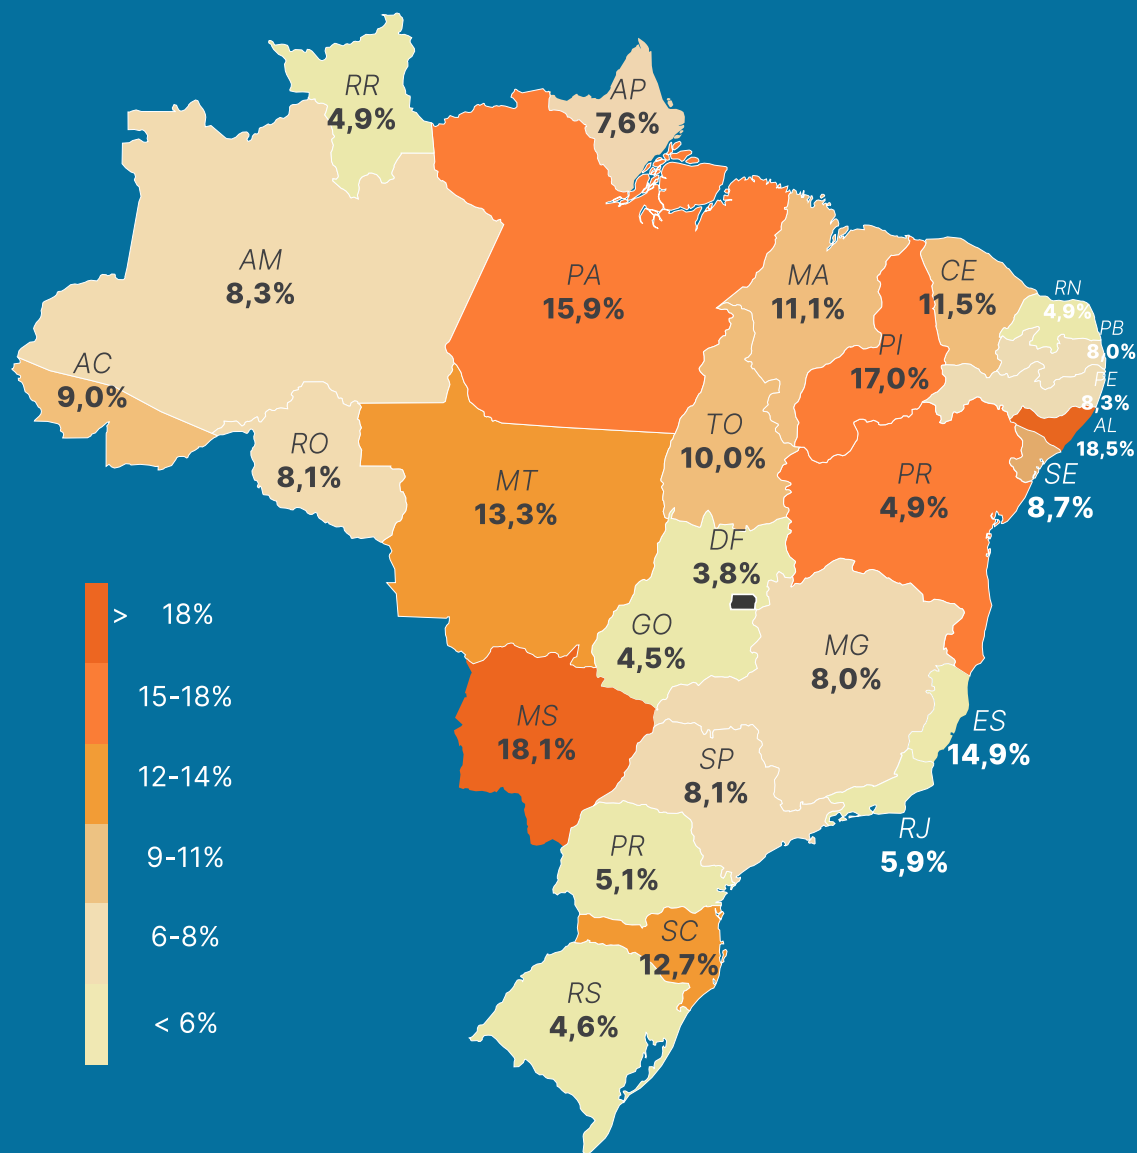 RR
4,9%
AP
7,6%
AM
8,3%
PA
15,9%
MA
11,1%
CE
11,5%
RN
4,9%
PB
8,0%
PI
17,0%
PE
8,3%
AC
9,0%
AL
18,5%
TO
10,0%
RO
8,1%
MT
13,3%
PR
4,9%
SE
8,7%
DF
3,8%
GO
4,5%
MG
8,0%
MS
18,1%
ES
14,9%
SP
8,1%
RJ
5,9%
PR
5,1%
SC
12,7%
RS
4,6%
> 18%
15-18%
12-14%
9-11%
6-8%
< 6%